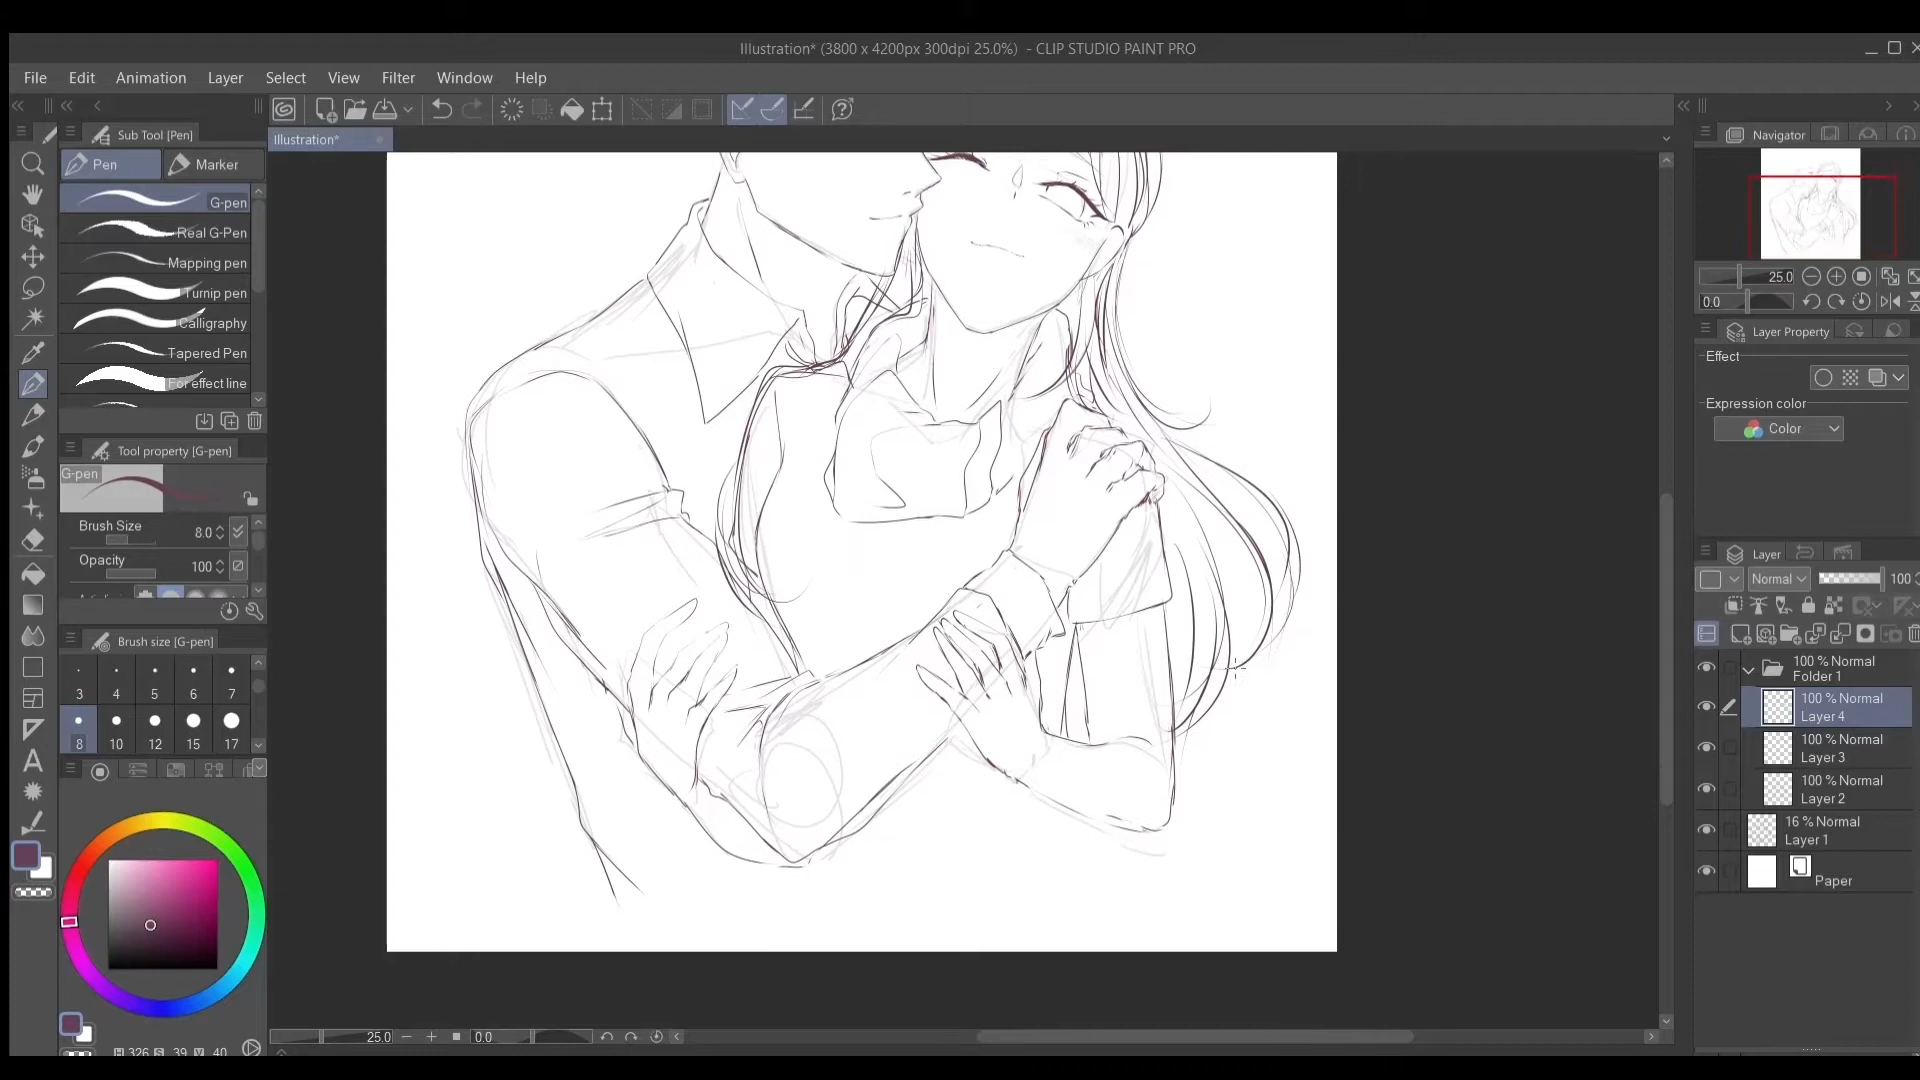 Illustration* (3800 x 4200px 300dpi 25.0%) - CLIP STUDIO PAINT PRO
File Edit Animation Layer Select View Filter Window Help
Sub Tool [Pen]
Illustration*
Navigator
Pen Marker
G-pen
Real G-Pen
Mapping pen
Turnip pen
Calligraphy
Tapered Pen
For effect line
25.0
0.0
Layer Property
Effect
Expression color
Color
Tool property [G-pen]
G-pen
Brush Size 8.0
Opacity 100
Layer
Normal 100
Brush size [G-pen]
3 4 5 6 7
8 10 12 15 17
100 % Normal
Folder 1
100 % Normal
Layer 4
100 % Normal
Layer 3
100 % Normal
Layer 2
16 % Normal
Layer 1
Paper
25.0 0.0
H 326 S 39 V 40